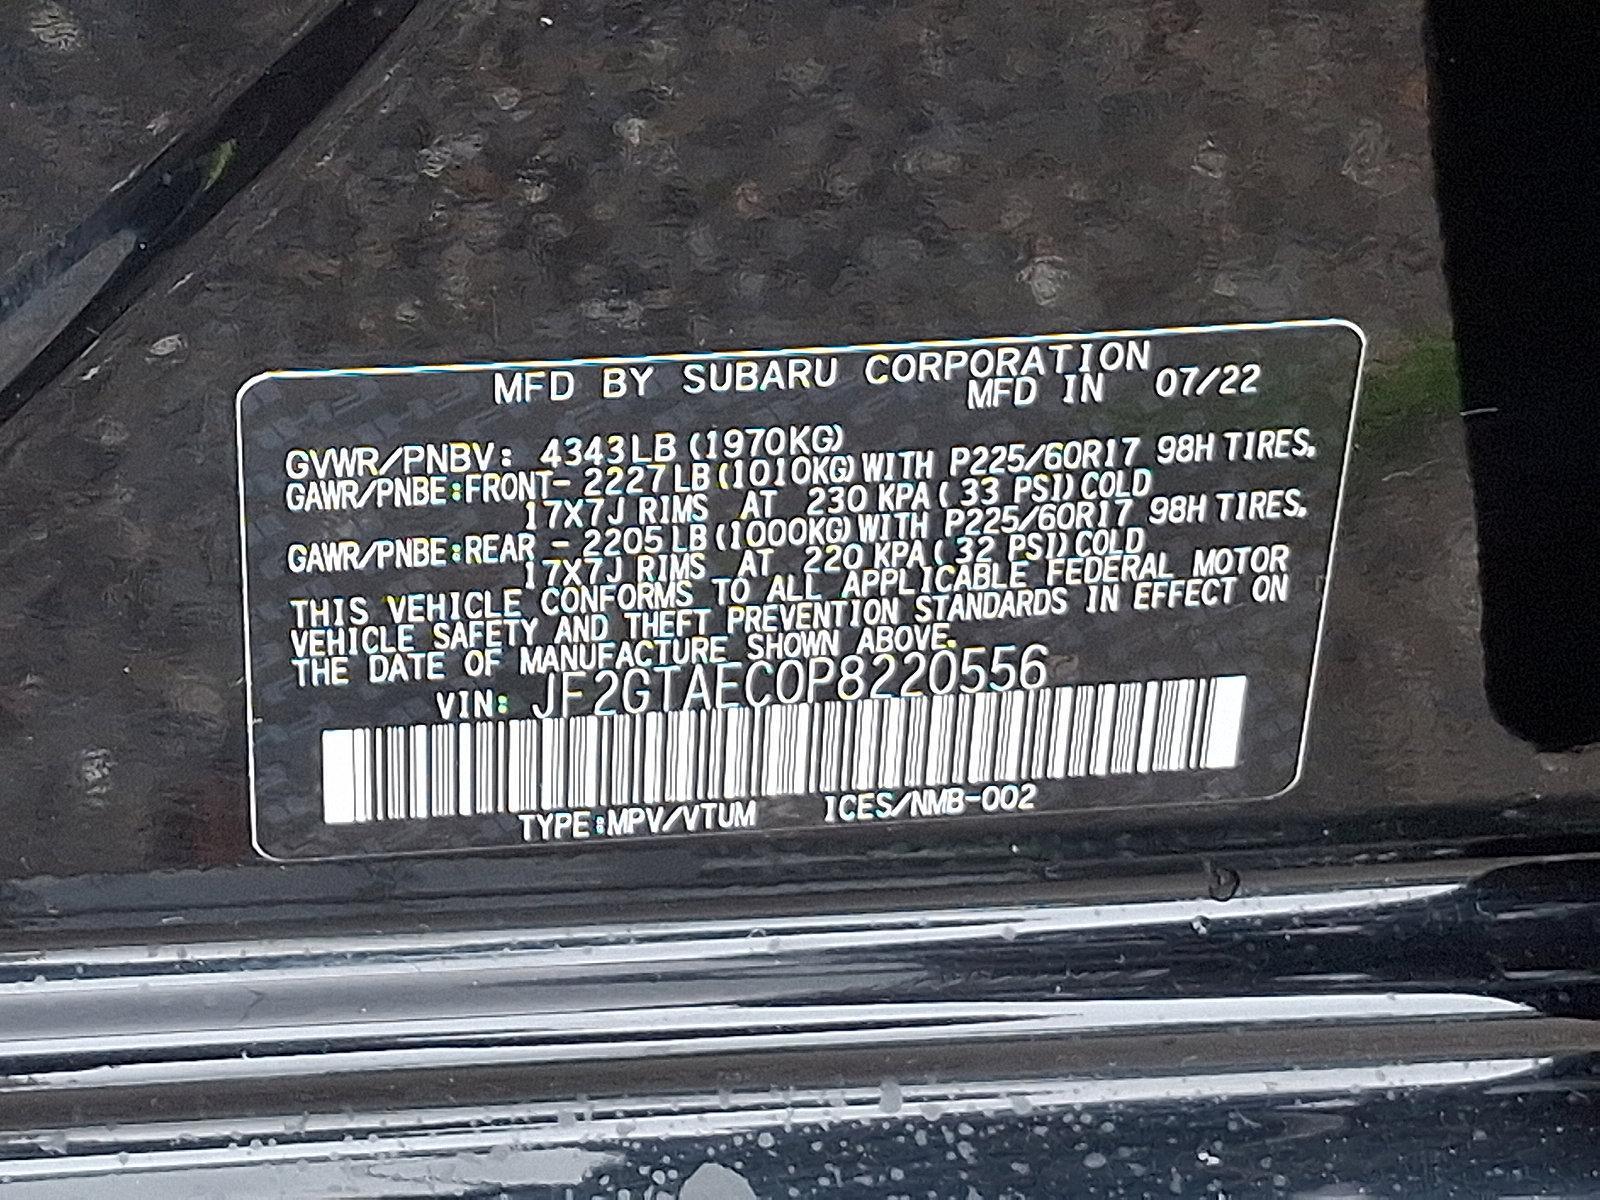 MFD BY SUBARU CORPORATION
MFD IN 07/22
GVWR/PNBV: 4343LB (1970KG)
GAWR/PNBE:FRONT- 2227LB (1010KG) WITH P225/60R17 98H TIRES.
17X7J RIMS AT 230 KPA ( 33 PSI) COLD
GAWR/PNBE:REAR - 2205LB (1000KG) WITH P225/60R17 98H TIRES.
17X7J RIMS AT 220 KPA ( 32 PSI) COLD
THIS VEHICLE CONFORMS TO ALL APPLICABLE FEDERAL MOTOR
VEHICLE SAFETY AND THEFT PREVENTION STANDARDS IN EFFECT ON
THE DATE OF MANUFACTURE SHOWN ABOVE.
VIN: JF2GTAEC0P8220556
TYPE:MPV/VTUM ICES/NMB-002